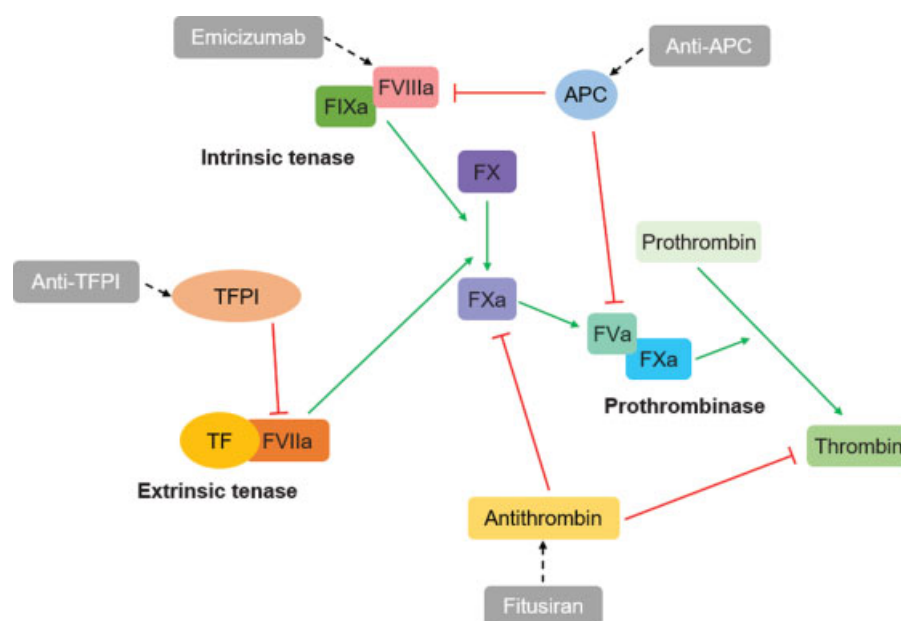 Emicizumab
Anti-APC
FVIIIa
APC
FIXa
Intrinsic tenase
FX
Prothrombin
Anti-TFPI
TFPI
FXa
FVa
FXa
Prothrombinase
TF
FVIIa
Thrombin
Extrinsic tenase
Antithrombin
Fitusiran